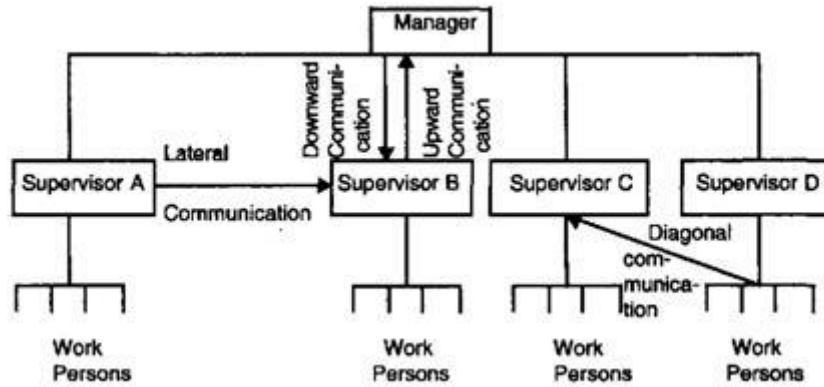 Manager
Downward
Communi-
cation
Upward
Communi-
cation
Lateral
Supervisor A
Supervisor B
Supervisor C
Supervisor D
Communication
Diagonal
com-
munica-
tion
Work
Persons
Work
Persons
Work
Persons
Work
Persons